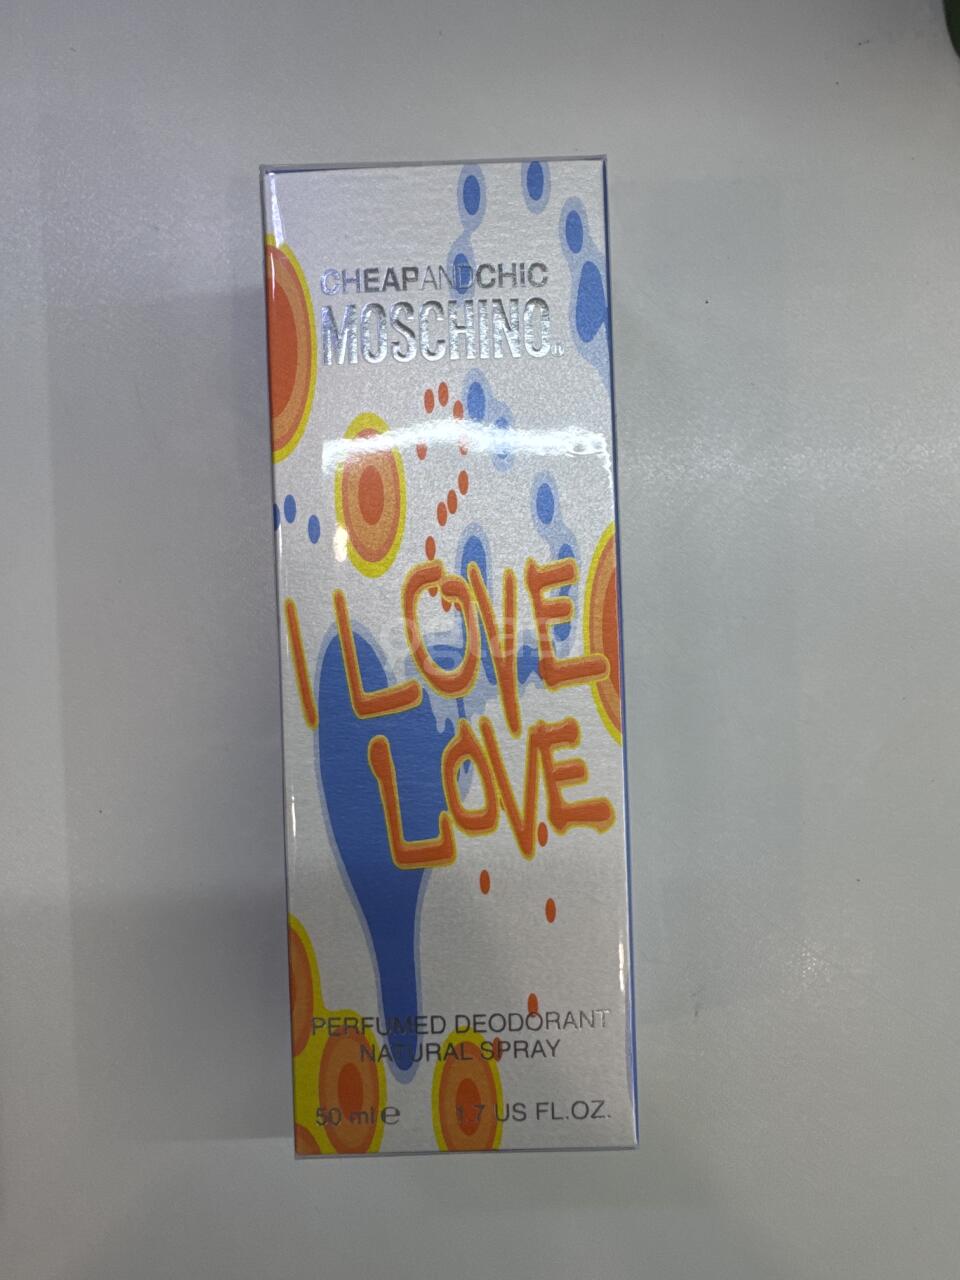 CHEAPANDCHIC
MOSCHINO®
I LOVE
LOVE
PERFUMED DEODORANT
NATURAL SPRAY
50 ml e 1.7 US FL.OZ.